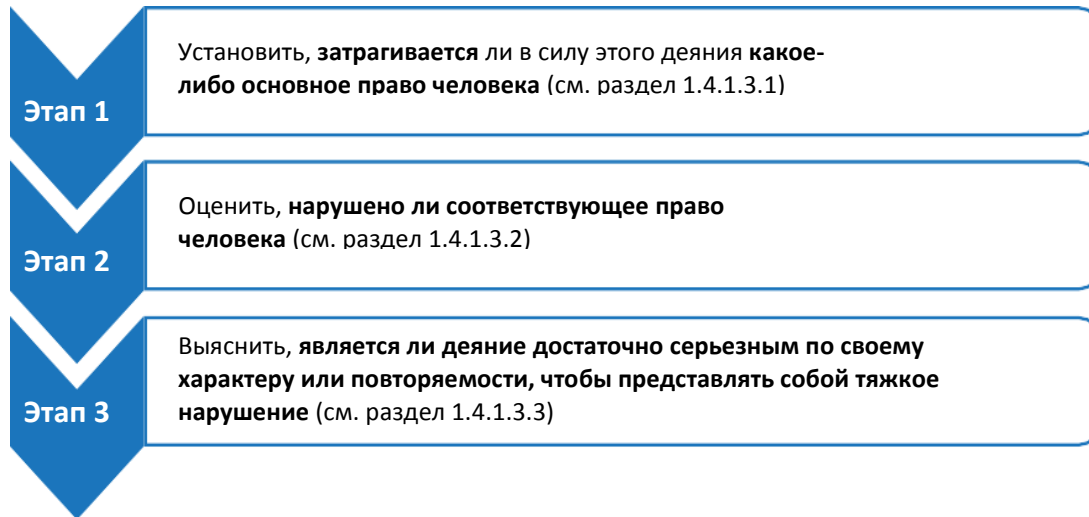 Установить, затрагивается ли в силу этого деяния какое-
либо основное право человека (см. раздел 1.4.1.3.1)
Этап 1
Оценить, нарушено ли соответствующее право
человека (см. раздел 1.4.1.3.2)
Этап 2
Выяснить, является ли деяние достаточно серьезным по своему
характеру или повторяемости, чтобы представлять собой тяжкое
нарушение (см. раздел 1.4.1.3.3)
Этап 3